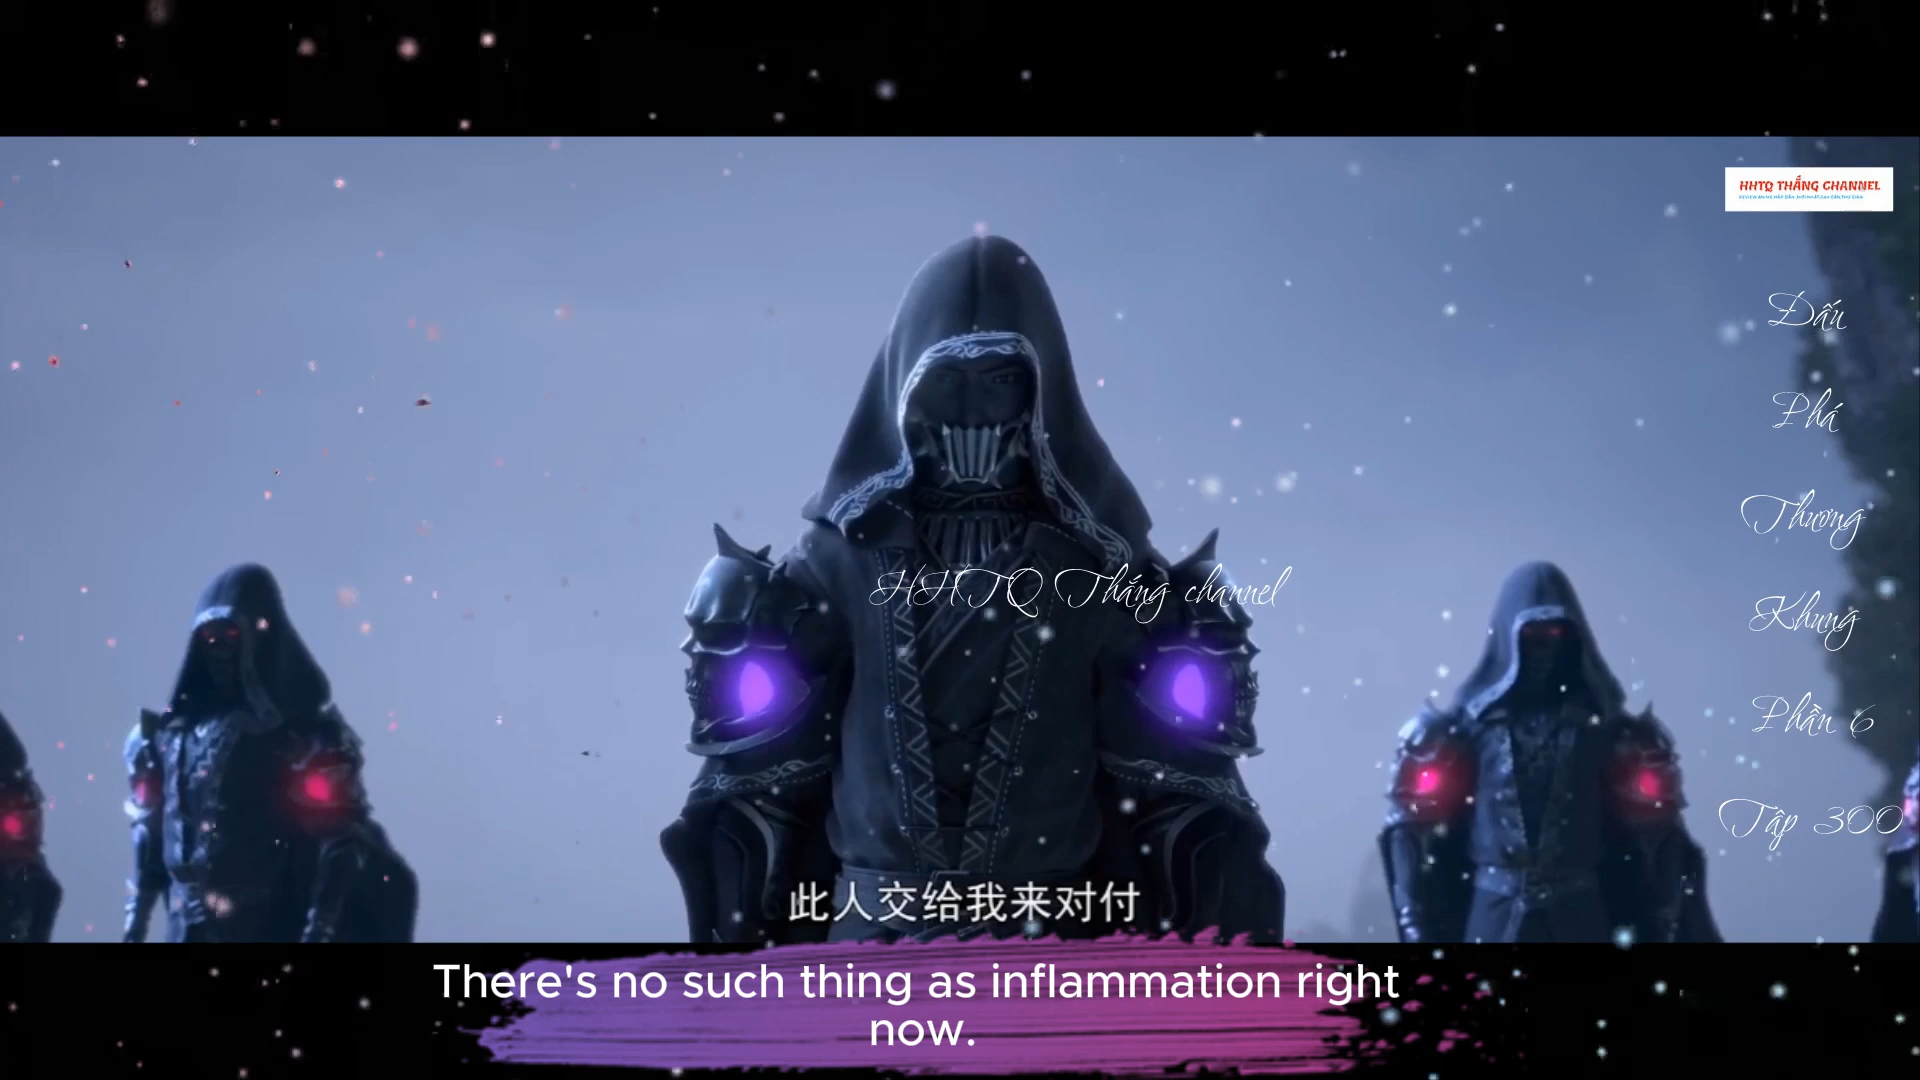 HHTQ THẮNG CHANNEL
Đấu
Phá
Thương
Khung
Phần 6
Tập 300
HHTQ Thắng channel
此人交给我来对付
There's no such thing as inflammation right
now.